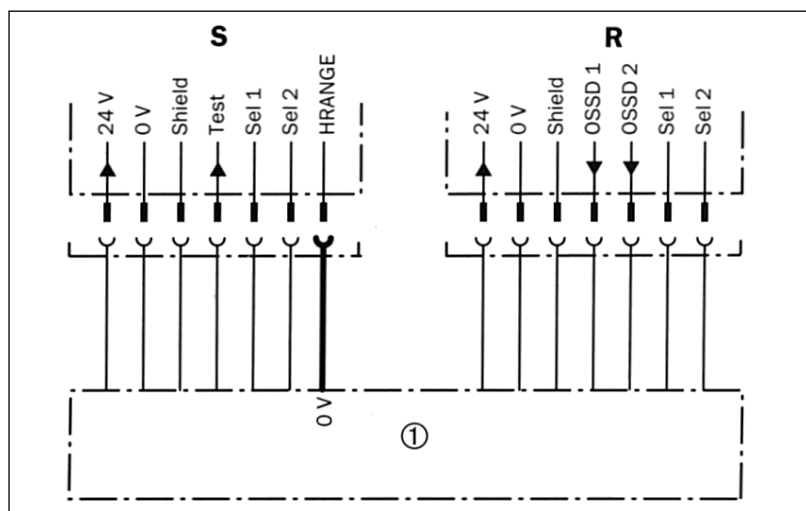 S
R
24 V
0 V
Shield
Test
Sel 1
Sel 2
HRANGE
24 V
0 V
Shield
OSSD 1
OSSD 2
Sel 1
Sel 2
0 V
①